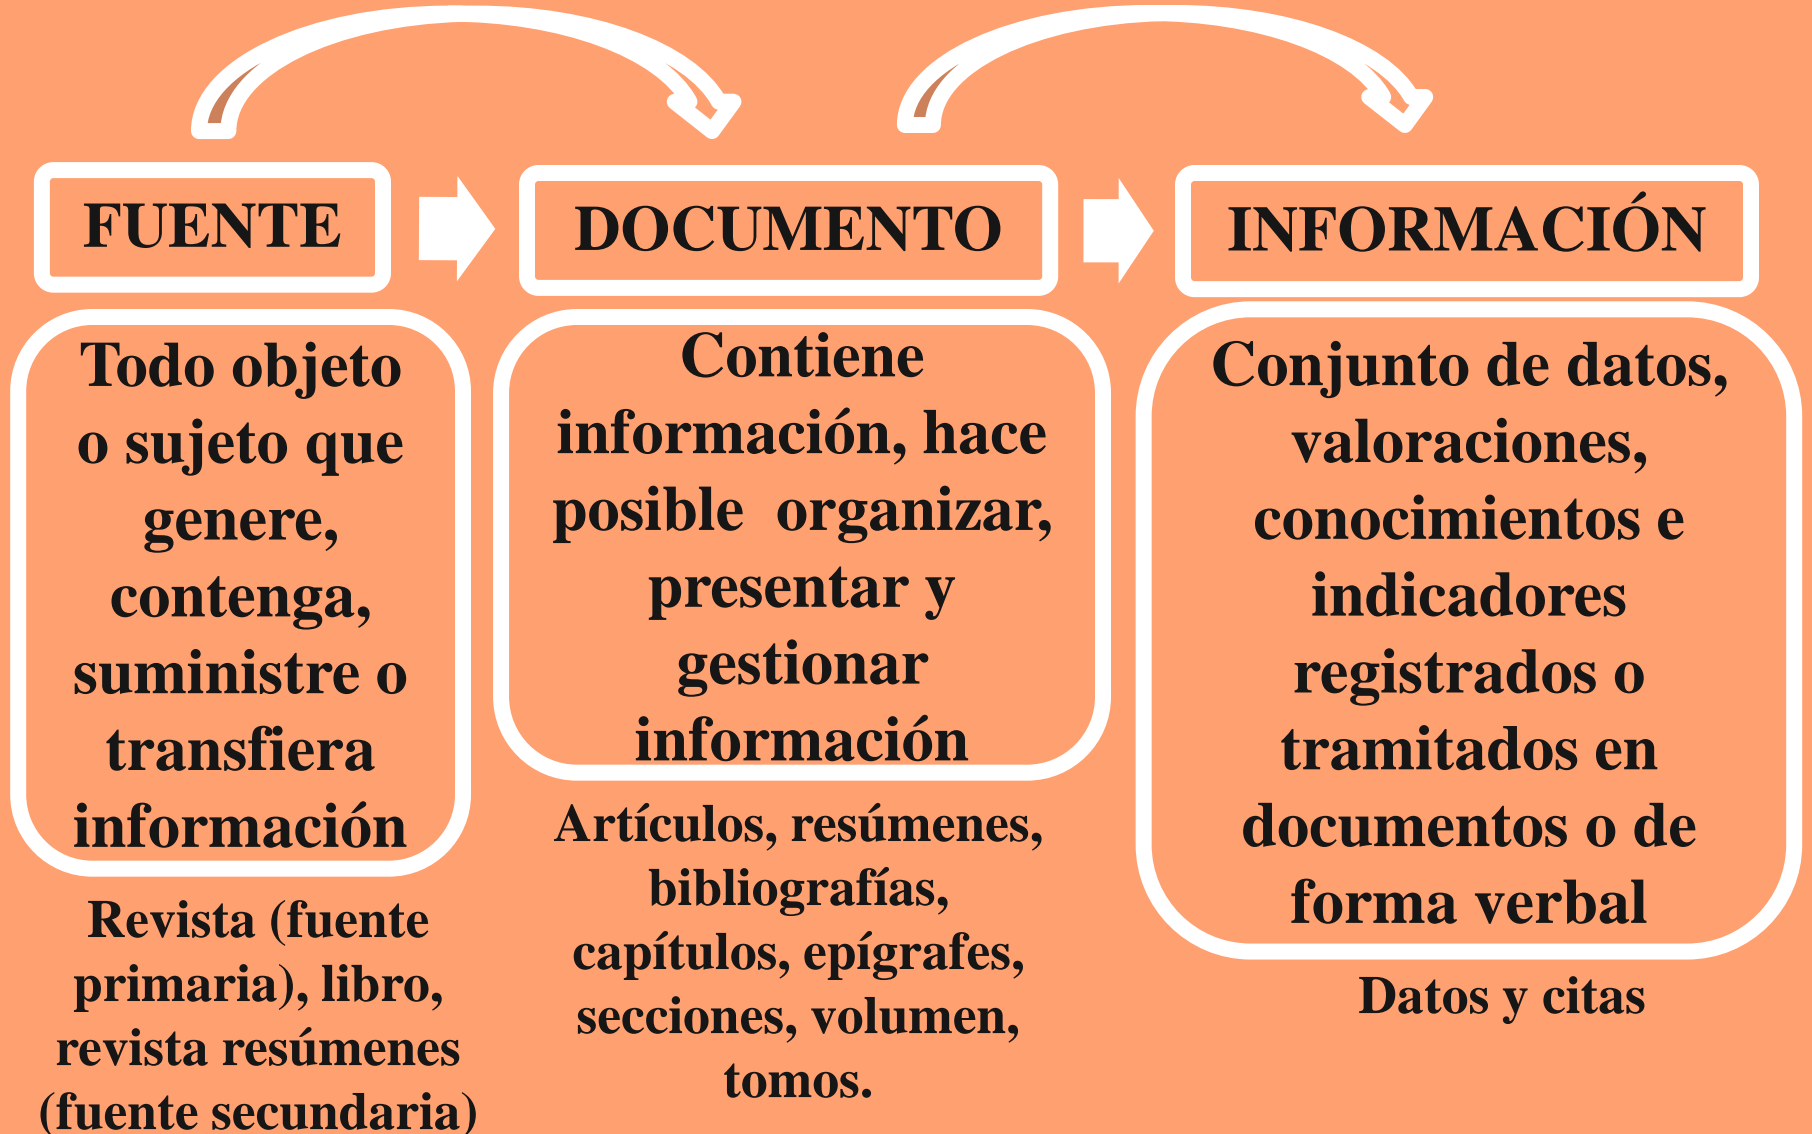 FUENTE
Todo objeto
o sujeto que
genere,
contenga,
suministre o
transfiera
información
Revista (fuente
primaria), libro,
revista resúmenes
(fuente secundaria)
DOCUMENTO
Contiene
información, hace
posible  organizar,
presentar y
gestionar
información
Artículos, resúmenes,
bibliografías,
capítulos, epígrafes,
secciones, volumen,
tomos.
INFORMACIÓN
Conjunto de datos,
valoraciones,
conocimientos e
indicadores
registrados o
tramitados en
documentos o de
forma verbal
Datos y citas